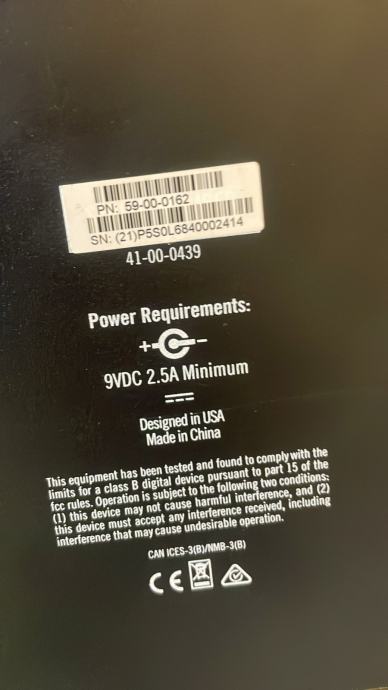 PN: 59-00-0162
SN: (21)P5S0L6840002414
41-00-0439
Power Requirements:
+ -
9VDC 2.5A Minimum
Designed in USA
Made in China
This equipment has been tested and found to comply with the
limits for a class B digital device pursuant to part 15 of the
fcc rules. Operation is subject to the following two conditions:
(1) this device may not cause harmful interference, and (2)
this device must accept any interference received, including
interference that may cause undesirable operation.
CAN ICES-3(B)/NMB-3(B)
CE